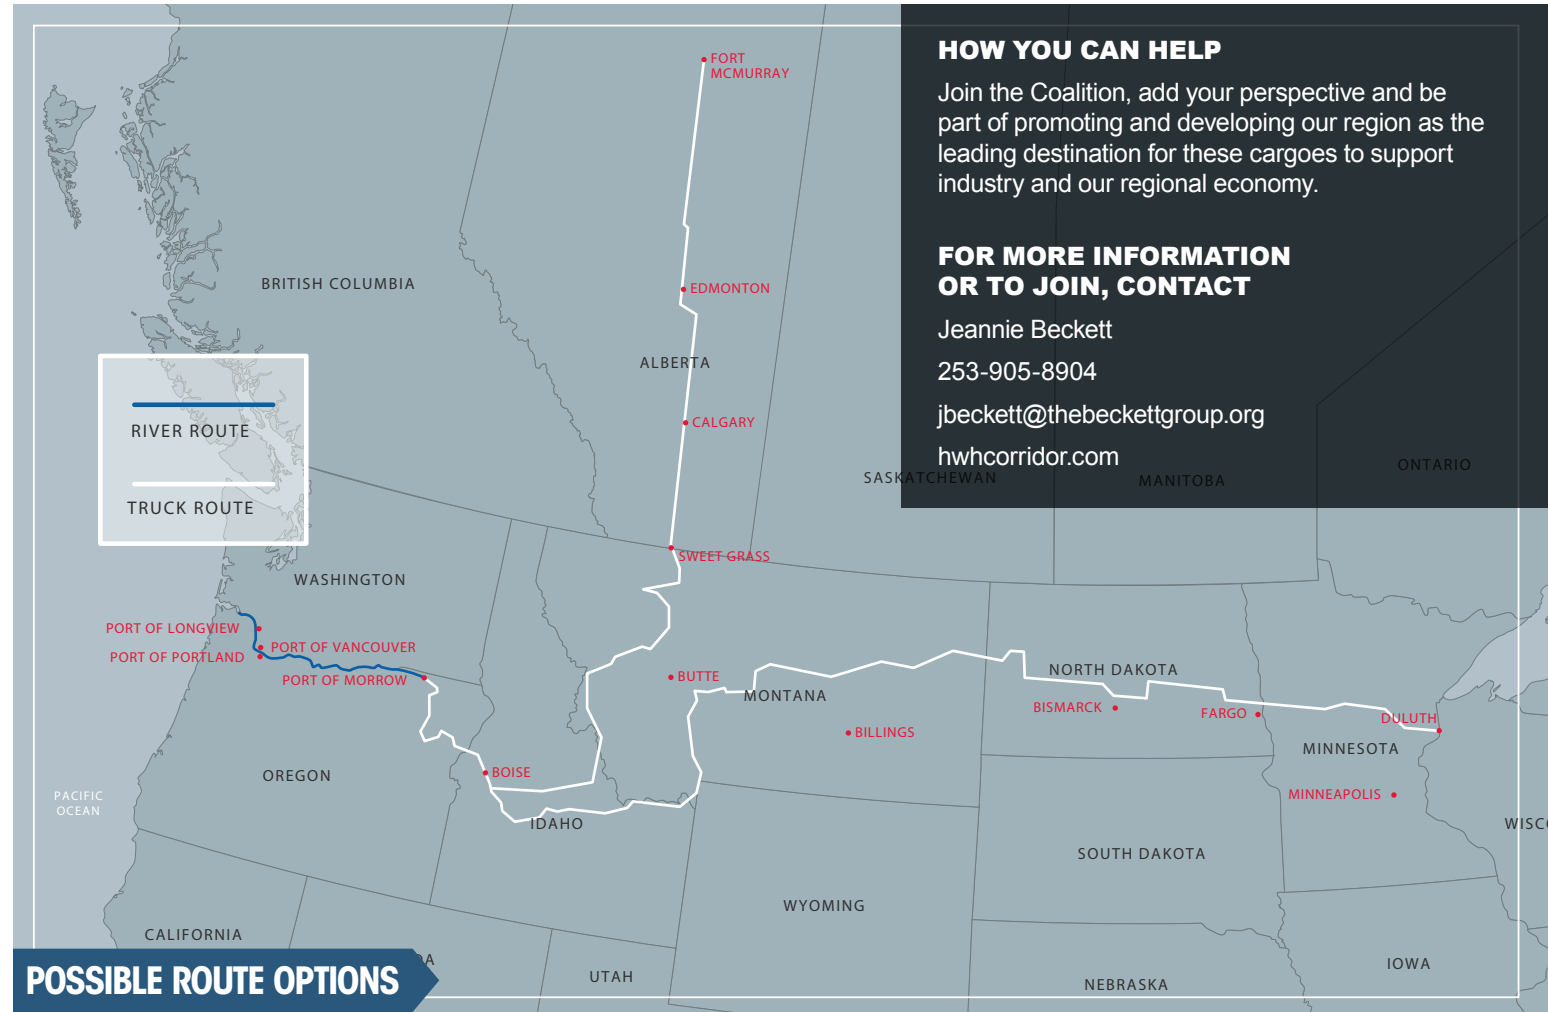 HOW YOU CAN HELP
Join the Coalition, add your perspective and be
part of promoting and developing our region as the
leading destination for these cargoes to support
industry and our regional economy.
FOR MORE INFORMATION
OR TO JOIN, CONTACT
Jeannie Beckett
253-905-8904
jbeckett@thebeckettgroup.org
hwhcorridor.com
FORT
MCMURRAY
BRITISH COLUMBIA
EDMONTON
ALBERTA
CALGARY
SASKATCHEWAN
MANITOBA
ONTARIO
RIVER ROUTE
TRUCK ROUTE
SWEET GRASS
WASHINGTON
PORT OF LONGVIEW
PORT OF VANCOUVER
PORT OF PORTLAND
PORT OF MORROW
BUTTE
MONTANA
NORTH DAKOTA
BISMARCK
FARGO
DULUTH
BILLINGS
MINNESOTA
OREGON
BOISE
PACIFIC
OCEAN
IDAHO
MINNEAPOLIS
WISC
SOUTH DAKOTA
WYOMING
CALIFORNIA
DA
UTAH
IOWA
NEBRASKA
POSSIBLE ROUTE OPTIONS